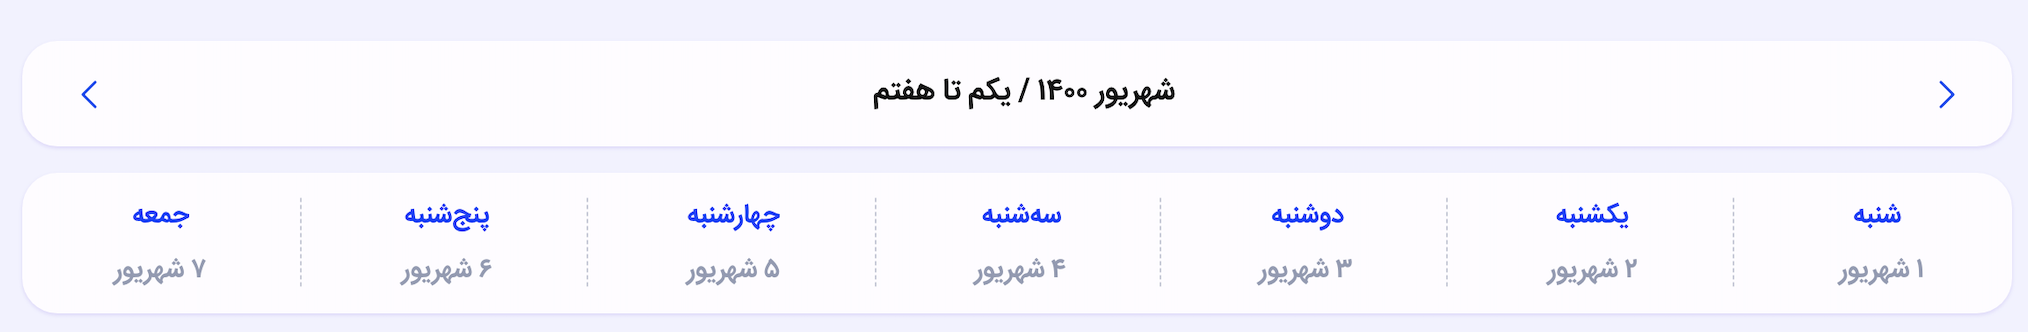 شهریور ۱۴۰۰ / یکم تا هفتم
شنبه
۱ شهریور
یکشنبه
۲ شهریور
دوشنبه
۳ شهریور
سه‌شنبه
۴ شهریور
چهارشنبه
۵ شهریور
پنج‌شنبه
۶ شهریور
جمعه
۷ شهریور